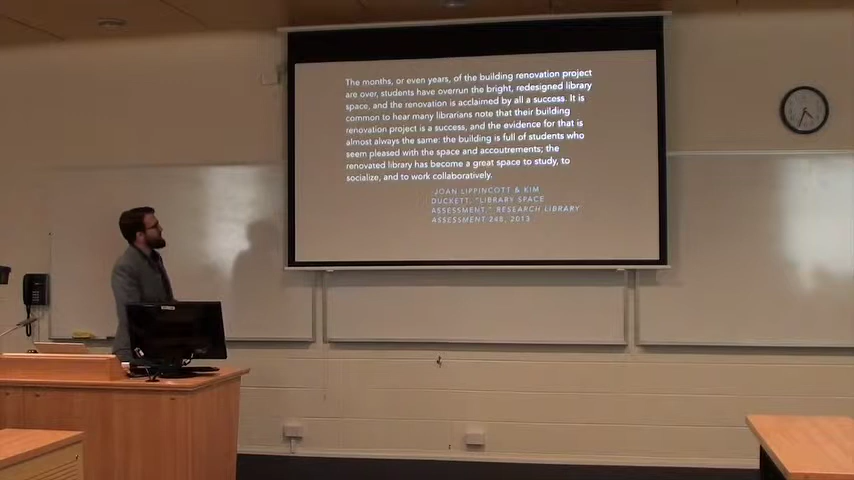 The months, or even years, of the building renovation project
are over, students have overrun the bright, redesigned library
space, and the renovation is acclaimed by all a success. It is
common to hear many librarians note that their building
renovation project is a success, and the evidence for that is
almost always the same: the building is full of students who
seem pleased with the space and accoutrements; the
renovated library has become a great space to study, to
socialize, and to work collaboratively.
JOAN LIPPINCOTT & KIM
DUCKETT, "LIBRARY SPACE
ASSESSMENT," RESEARCH LIBRARY
ASSESSMENT 248, 2013